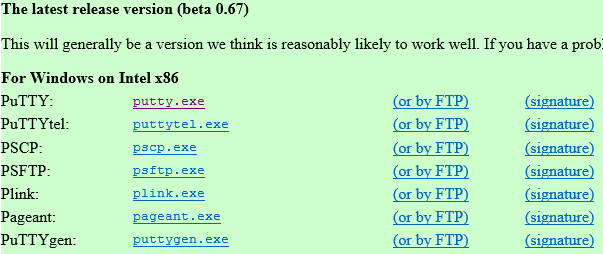 The latest release version (beta 0.67)
This will generally be a version we think is reasonably likely to work well. If you have a
For Windows on Intel x86
PuTTY: putty.exe (or by FTP) (signature)
PuTTYtel: puttytel.exe (or by FTP) (signature)
PSCP: pscp.exe (or by FTP) (signature)
PSFTP: psftp.exe (or by FTP) (signature)
Plink: plink.exe (or by FTP) (signature)
Pageant: pageant.exe (or by FTP) (signature)
PuTTYgen: puttygen.exe (or by FTP) (signature)